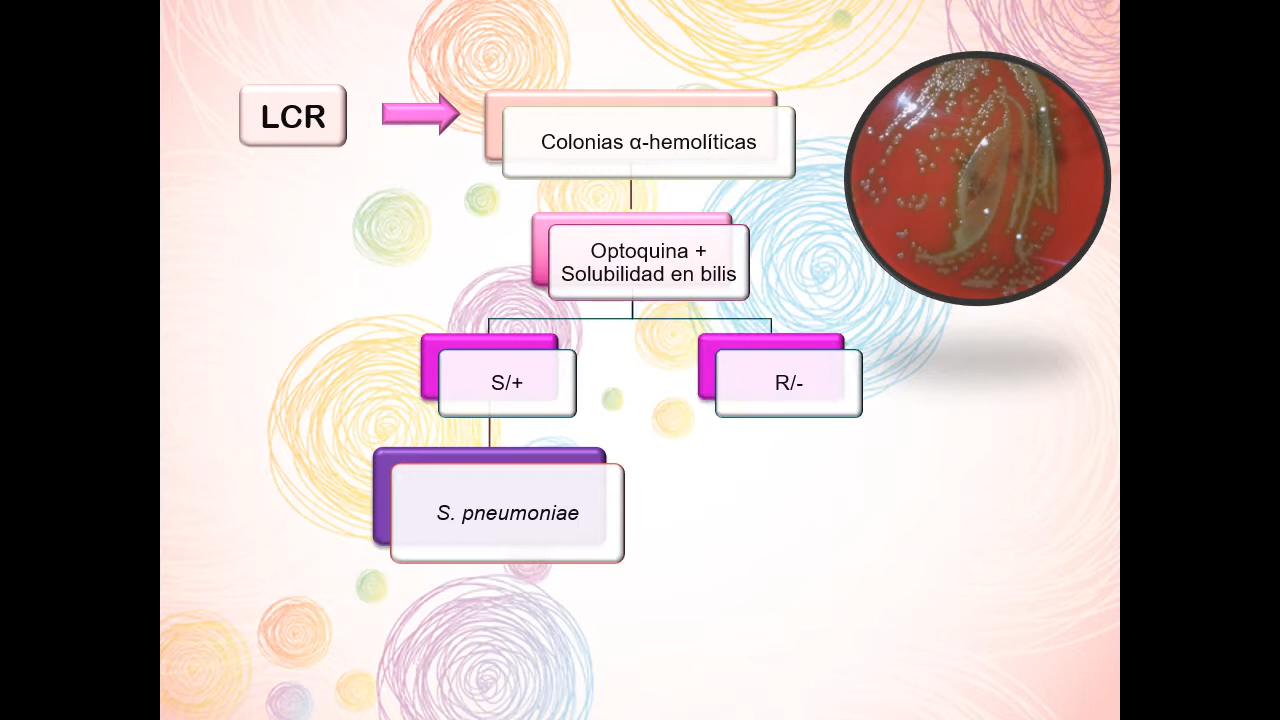 LCR
Colonias α-hemolíticas
Optoquina +
Solubilidad en bilis
S/+
R/-
S. pneumoniae